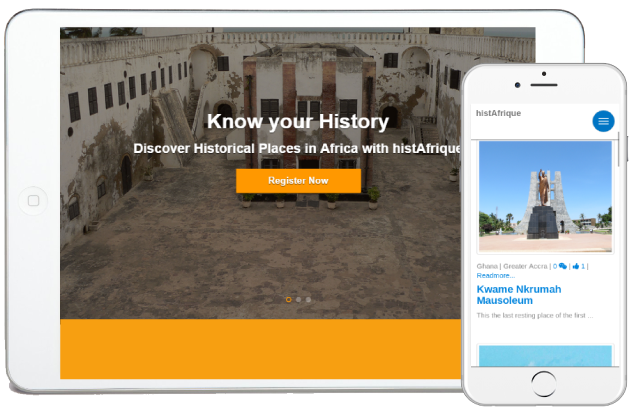 Know your History
Discover Historical Places in Africa with histAfrique
Register Now
histAfrique
Ghana | Greater Accra | 0 | 1 |
Readmore...
Kwame Nkrumah
Mausoleum
This the last resting place of the first ...